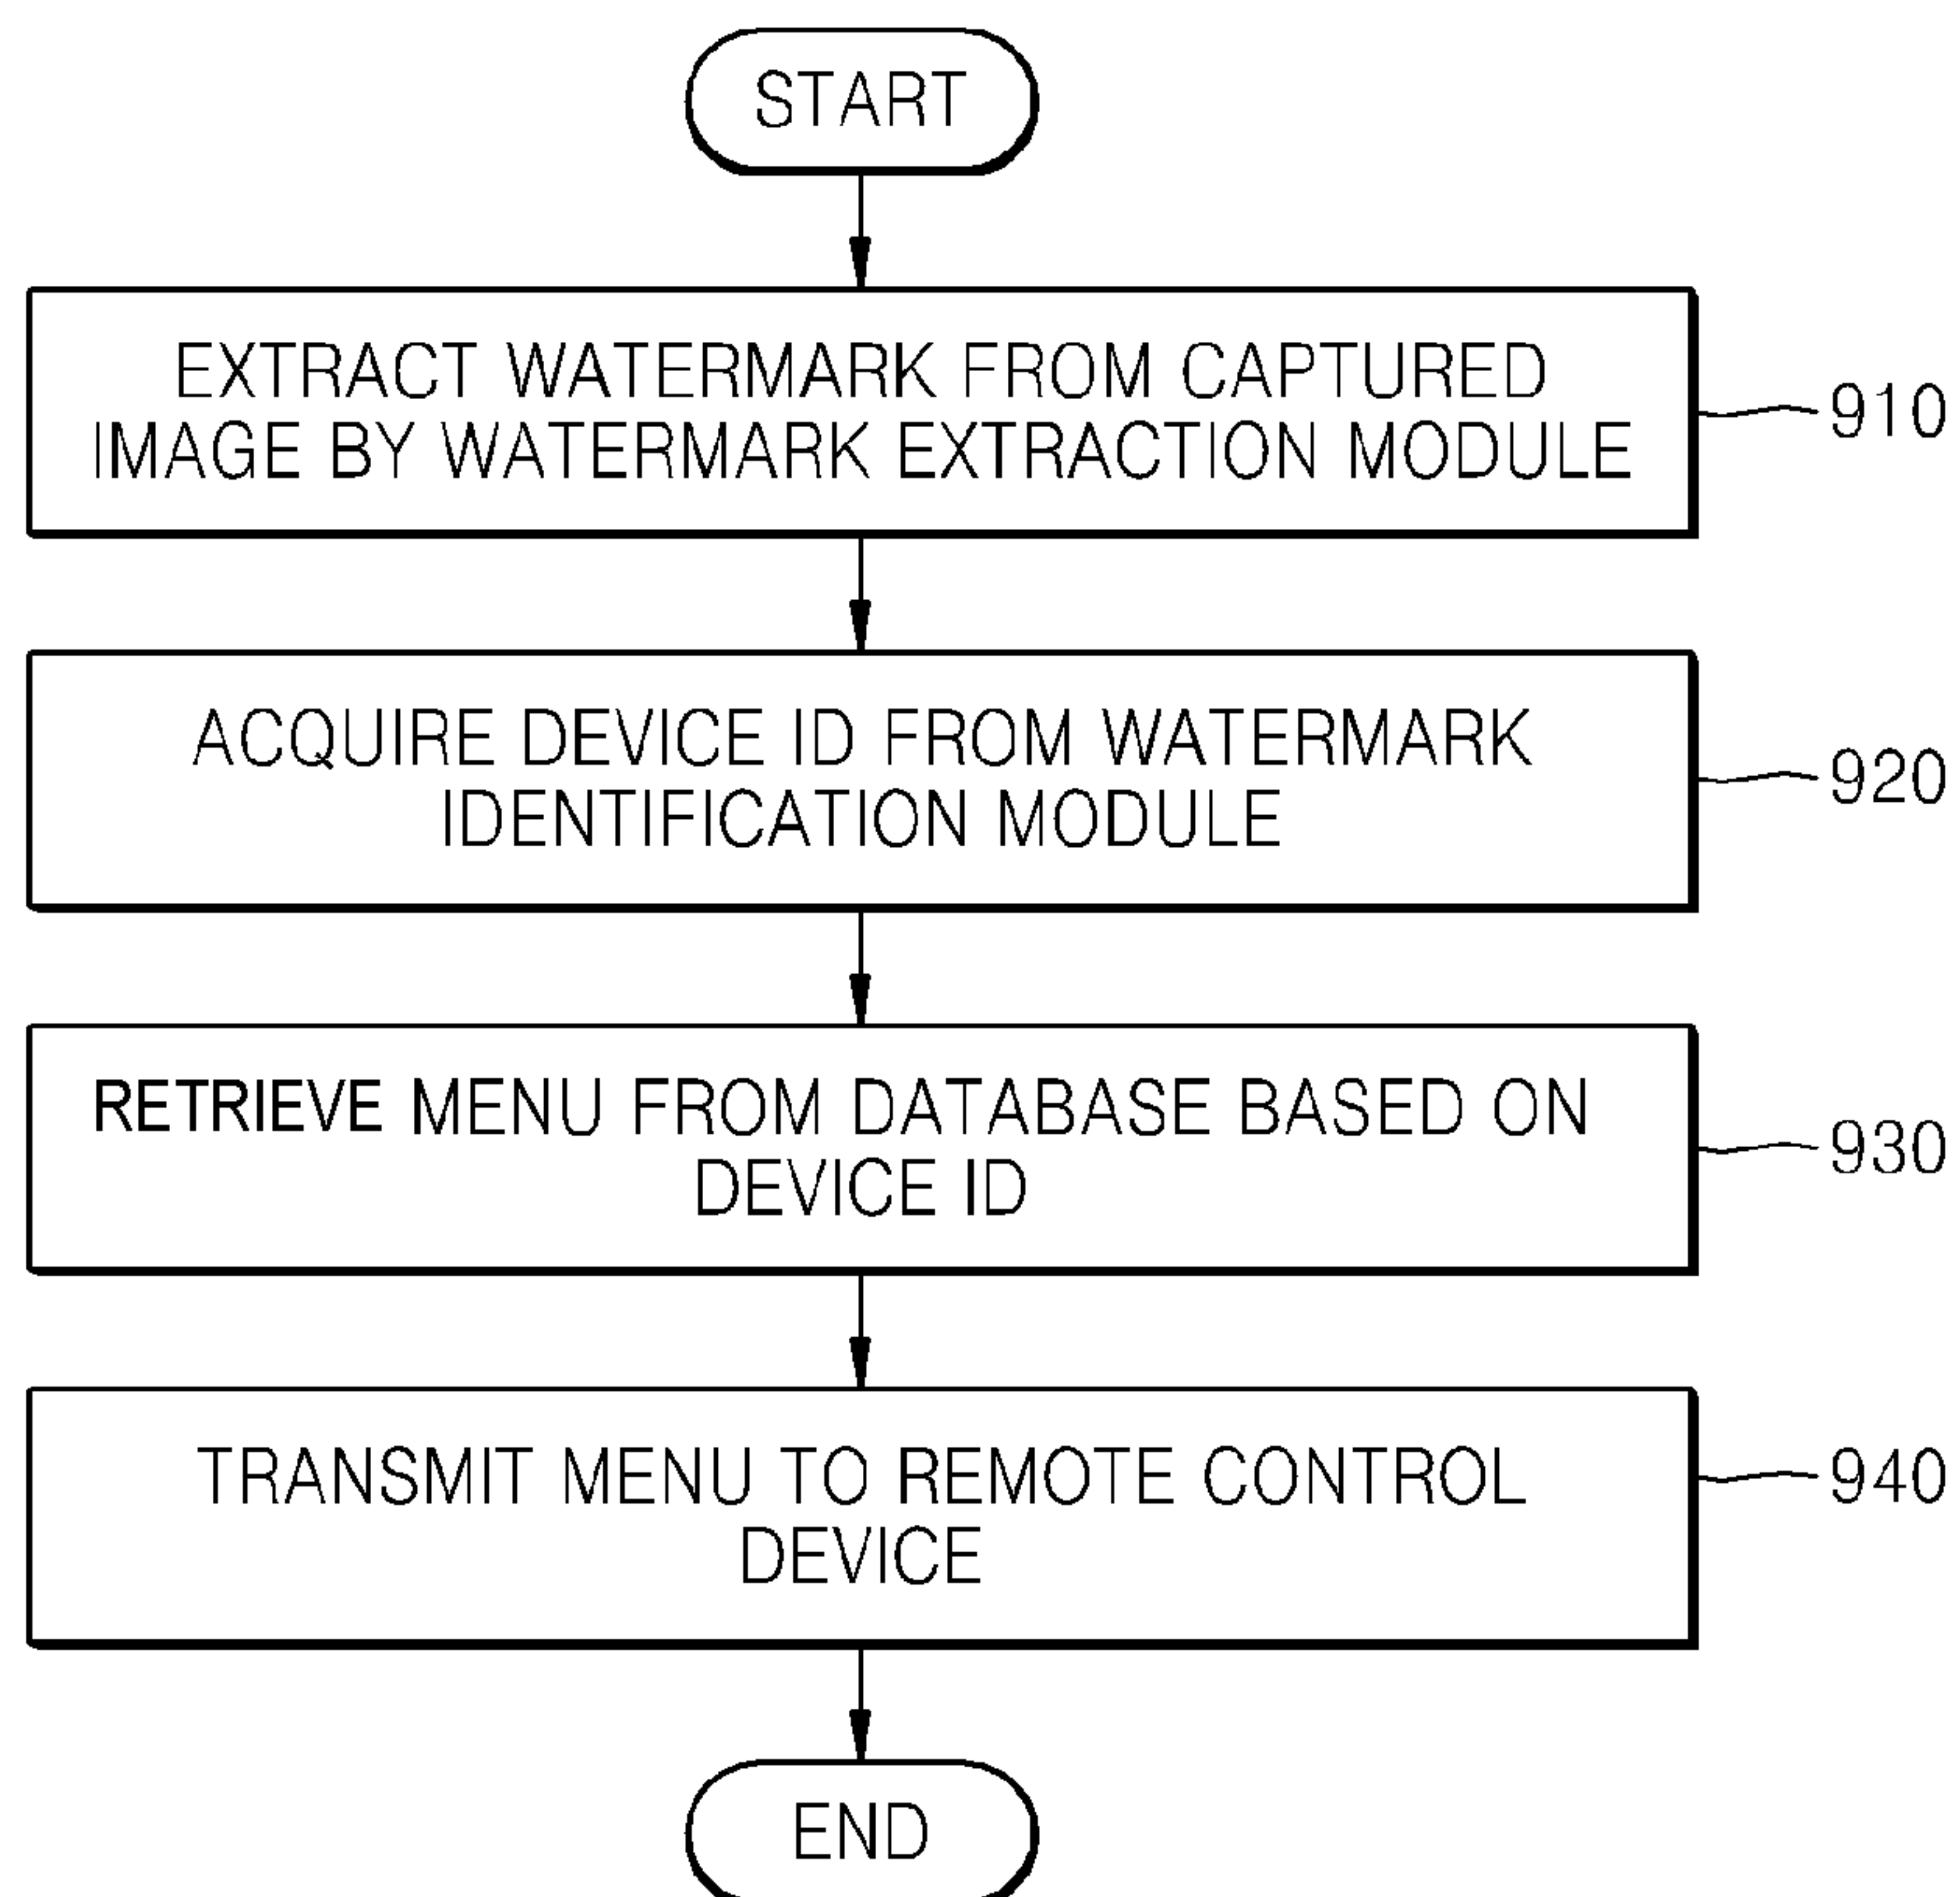 START
EXTRACT WATERMARK FROM CAPTURED
IMAGE BY WATERMARK EXTRACTION MODULE
910
ACQUIRE DEVICE ID FROM WATERMARK
IDENTIFICATION MODULE
920
RETRIEVE MENU FROM DATABASE BASED ON
DEVICE ID
930
TRANSMIT MENU TO REMOTE CONTROL
DEVICE
940
END